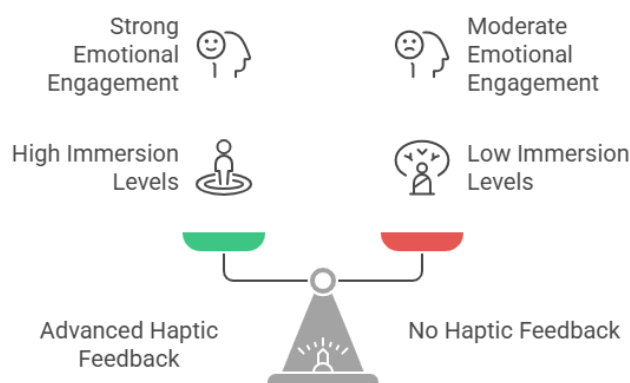 Strong
Emotional
Engagement
Moderate
Emotional
Engagement
High Immersion
Levels
Low Immersion
Levels
Advanced Haptic
Feedback
No Haptic Feedback